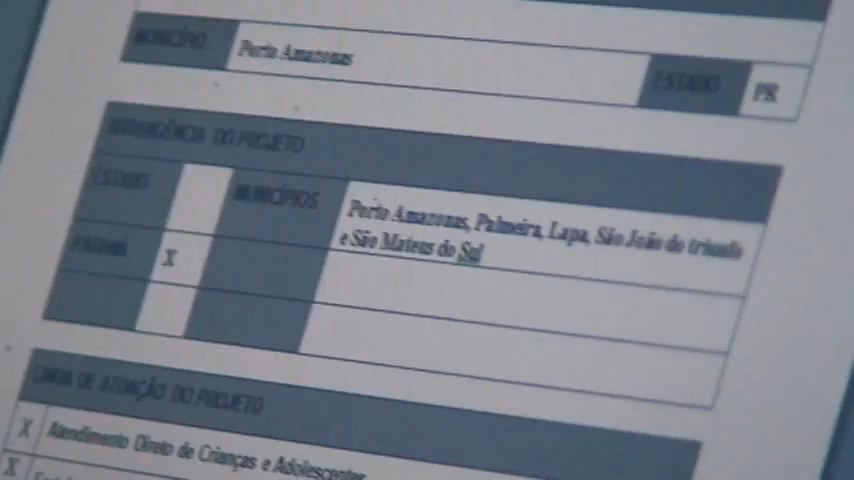 MUNICÍPIO Porto Amazonas ESTADO PR
ABRANGÊNCIA DO PROJETO
ESTADO MUNICÍPIOS Porto Amazonas, Palmeira, Lapa, São João do triunfo
e São Mateus do Sul
PARANÁ X
LINHA DE ATUAÇÃO DO PROJETO
X Atendimento Direto de Crianças e Adolescentes
X